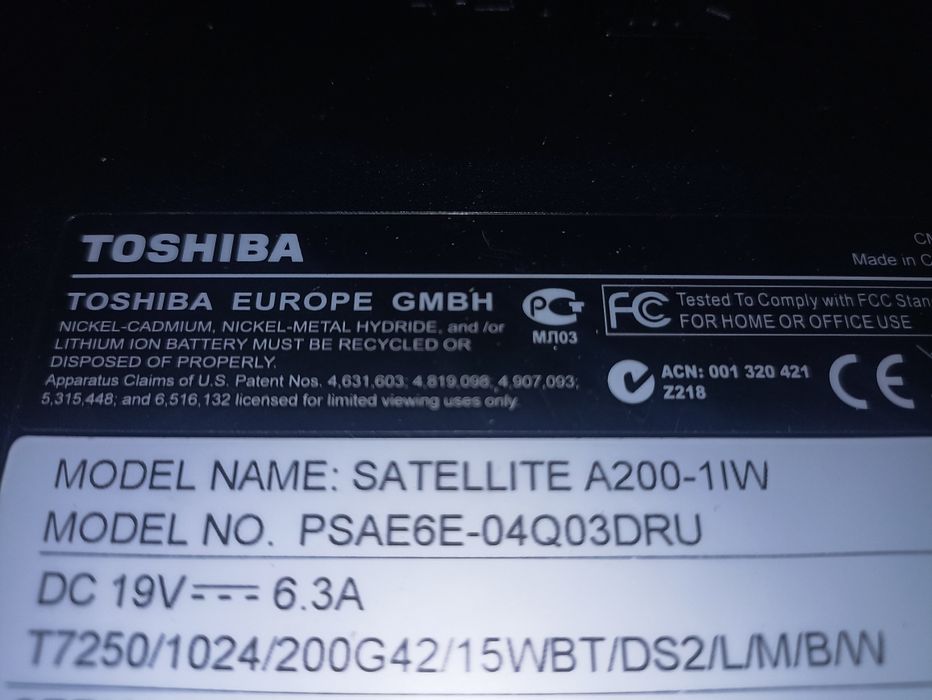 TOSHIBA
Made in
TOSHIBA EUROPE GMBH
NICKEL-CADMIUM, NICKEL-METAL HYDRIDE, and /or
LITHIUM ION BATTERY MUST BE RECYCLED OR
DISPOSED OF PROPERLY.
Apparatus Claims of U.S. Patent Nos. 4,631,603; 4,819,098, 4,907,093;
5,315,448; and 6,516,132 licensed for limited viewing uses only
РСТ
МЛ03
FC Tested To Comply with FCC
FOR HOME OR OFFICE USE
ACN: 001 320 421
Z218
CE
MODEL NAME: SATELLITE A200-1IW
MODEL NO. PSAE6E-04Q03DRU
DC 19V⎓ 6.3A
T7250/1024/200G42/15WBT/DS2/L/M/B/W